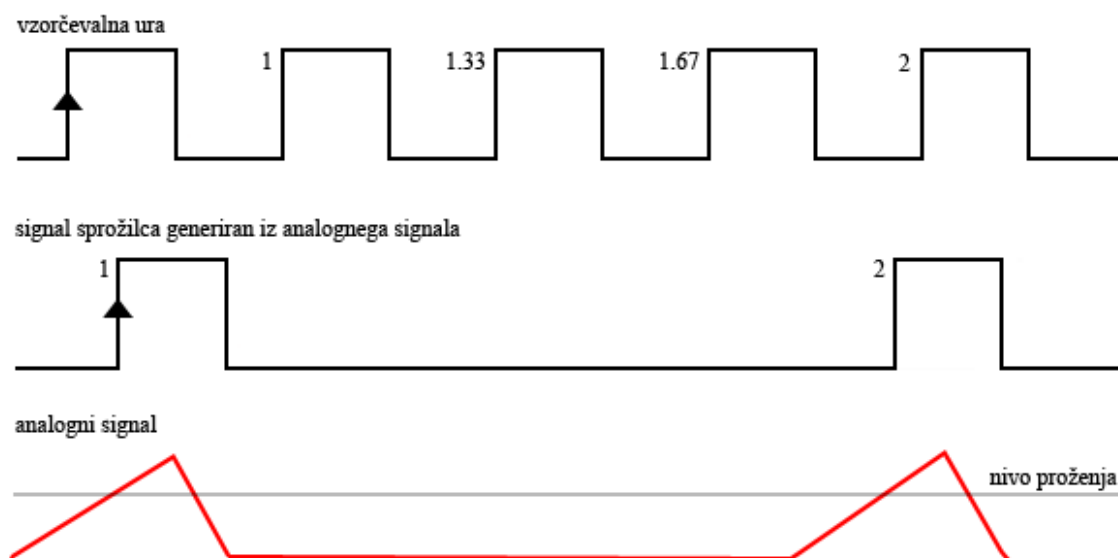 vzorčevalna ura
1 1.33 1.67 2
signal sprožilca generiran iz analognega signala
1 2
analogni signal
nivo proženja